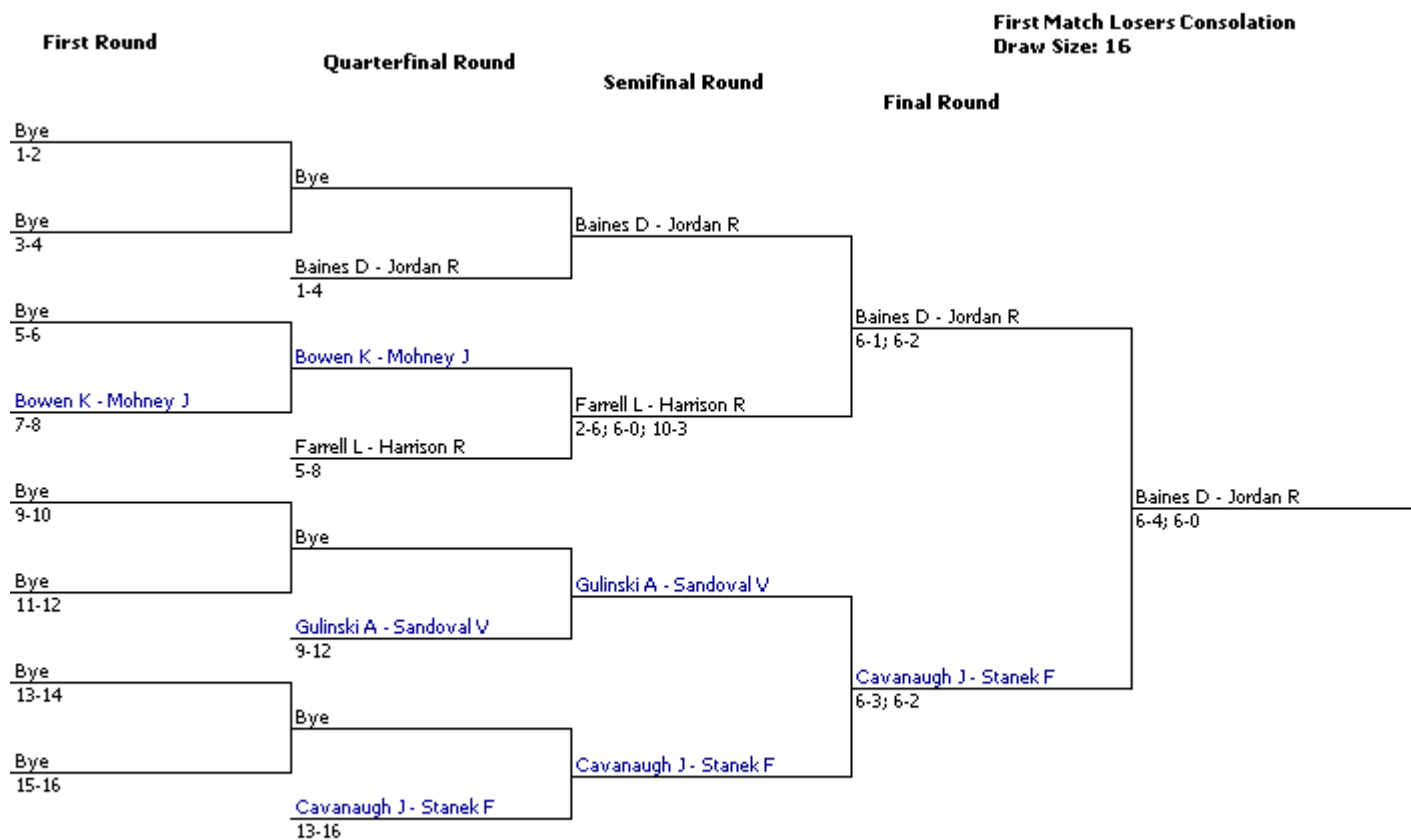 First Match Losers Consolation
Draw Size: 16
First Round
Quarterfinal Round
Semifinal Round
Final Round
Bye
1-2
Bye
3-4
Bye
5-6
Bowen K - Mohney J
7-8
Bye
9-10
Bye
11-12
Bye
13-14
Bye
15-16
Bye
Baines D - Jordan R
1-4
Bowen K - Mohney J
Farrell L - Harrison R
5-8
Bye
Gulinski A - Sandoval V
9-12
Bye
Cavanaugh J - Stanek F
13-16
Baines D - Jordan R
Farrell L - Harrison R
2-6; 6-0; 10-3
Gulinski A - Sandoval V
Cavanaugh J - Stanek F
Baines D - Jordan R
6-1; 6-2
Cavanaugh J - Stanek F
6-3; 6-2
Baines D - Jordan R
6-4; 6-0